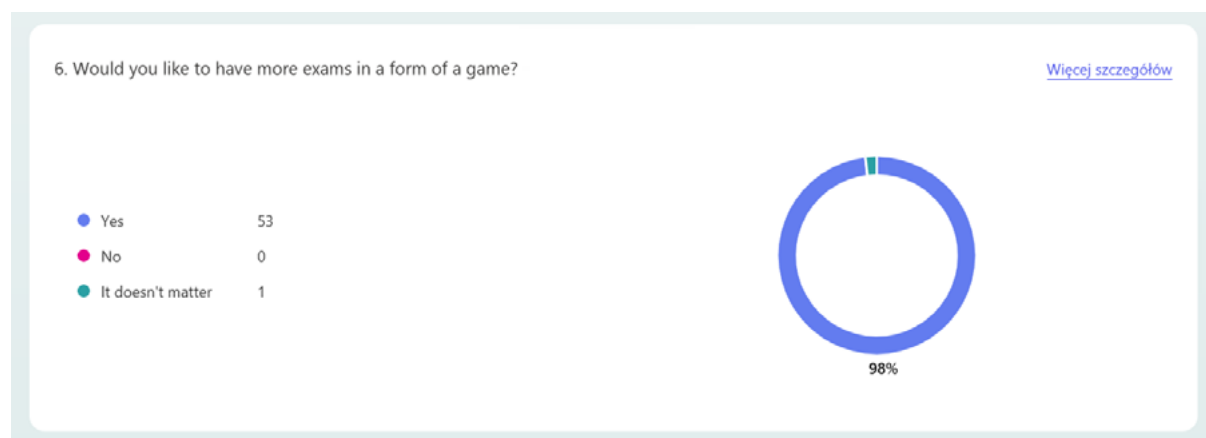 6. Would you like to have more exams in a form of a game?
Więcej szczegółów
Yes 53
No 0
It doesn't matter 1
98%